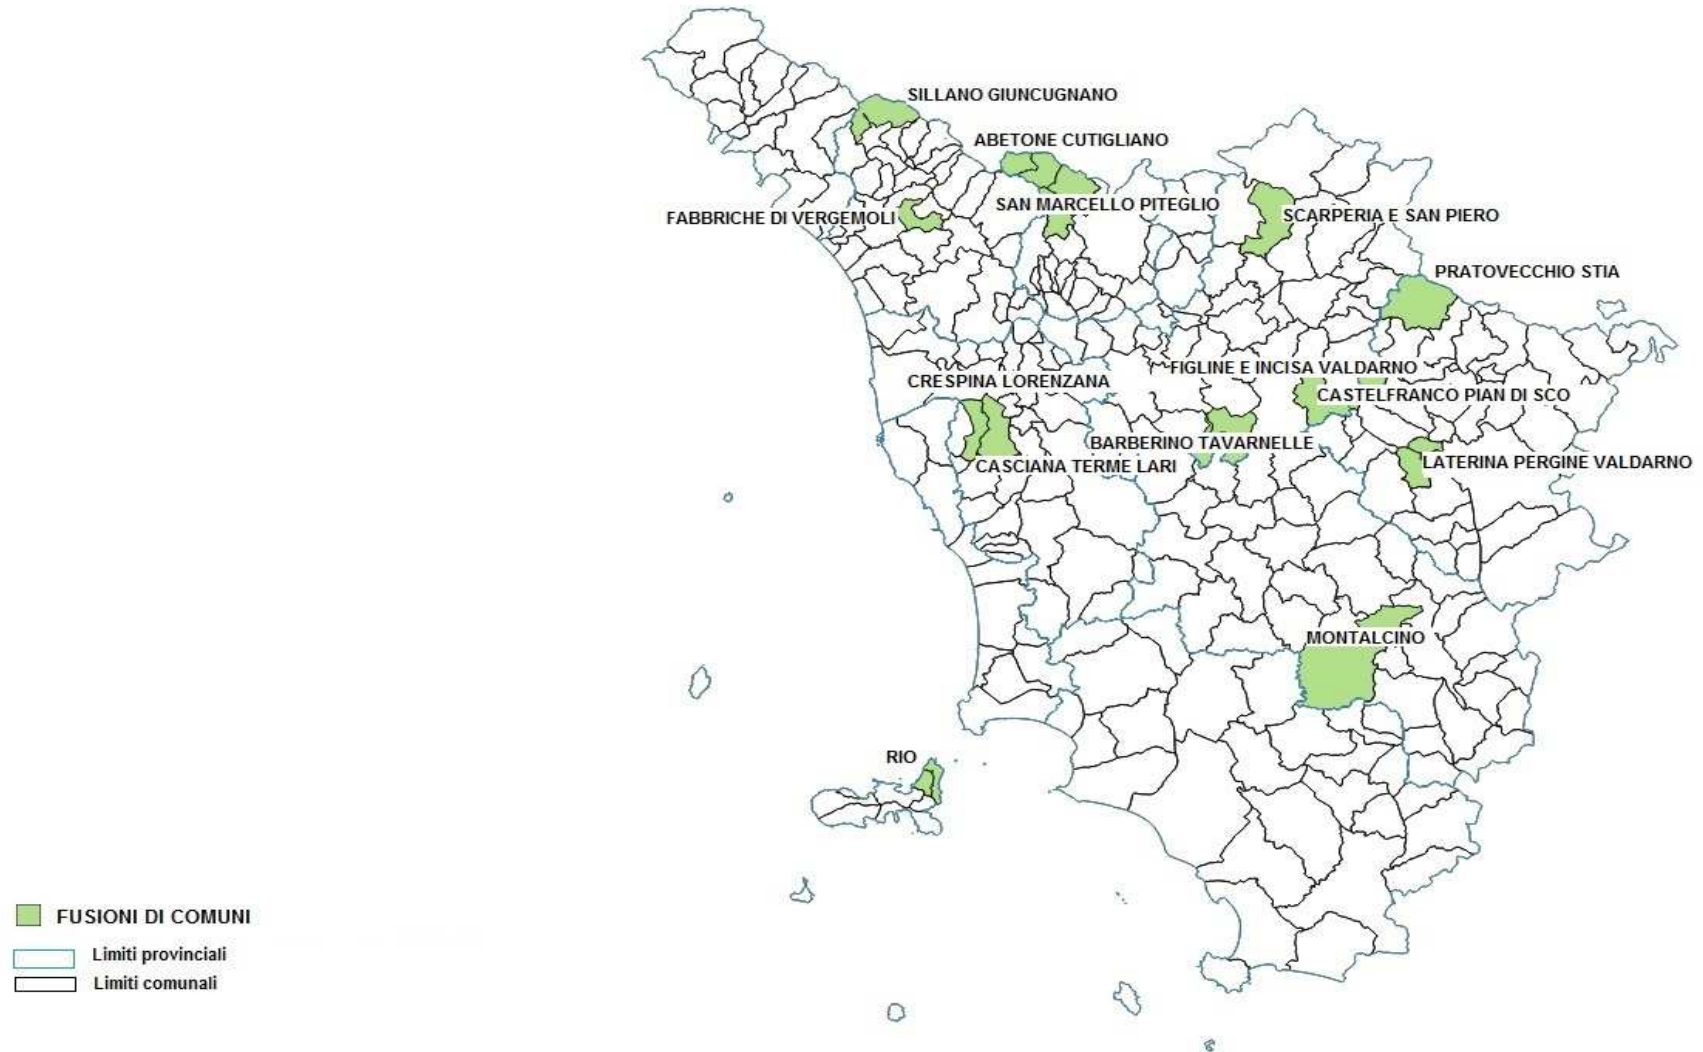 SILLANO GIUNCUGNANO
ABETONE CUTIGLIANO
SAN MARCELLO PITEGLIO
FABBRICHE DI VERGEMOLI
SCARPERIA E SAN PIERO
PRATOVECCHIO STIA
FIGLINE E INCISA VALDARNO
CRESPINA LORENZANA
CASTELFRANCO PIAN DI SCO
BARBERINO TAVARNELLE
LATERINA PERGINE VALDARNO
CASCIANA TERME LARI
MONTALCINO
RIO
FUSIONI DI COMUNI
Limiti provinciali
Limiti comunali